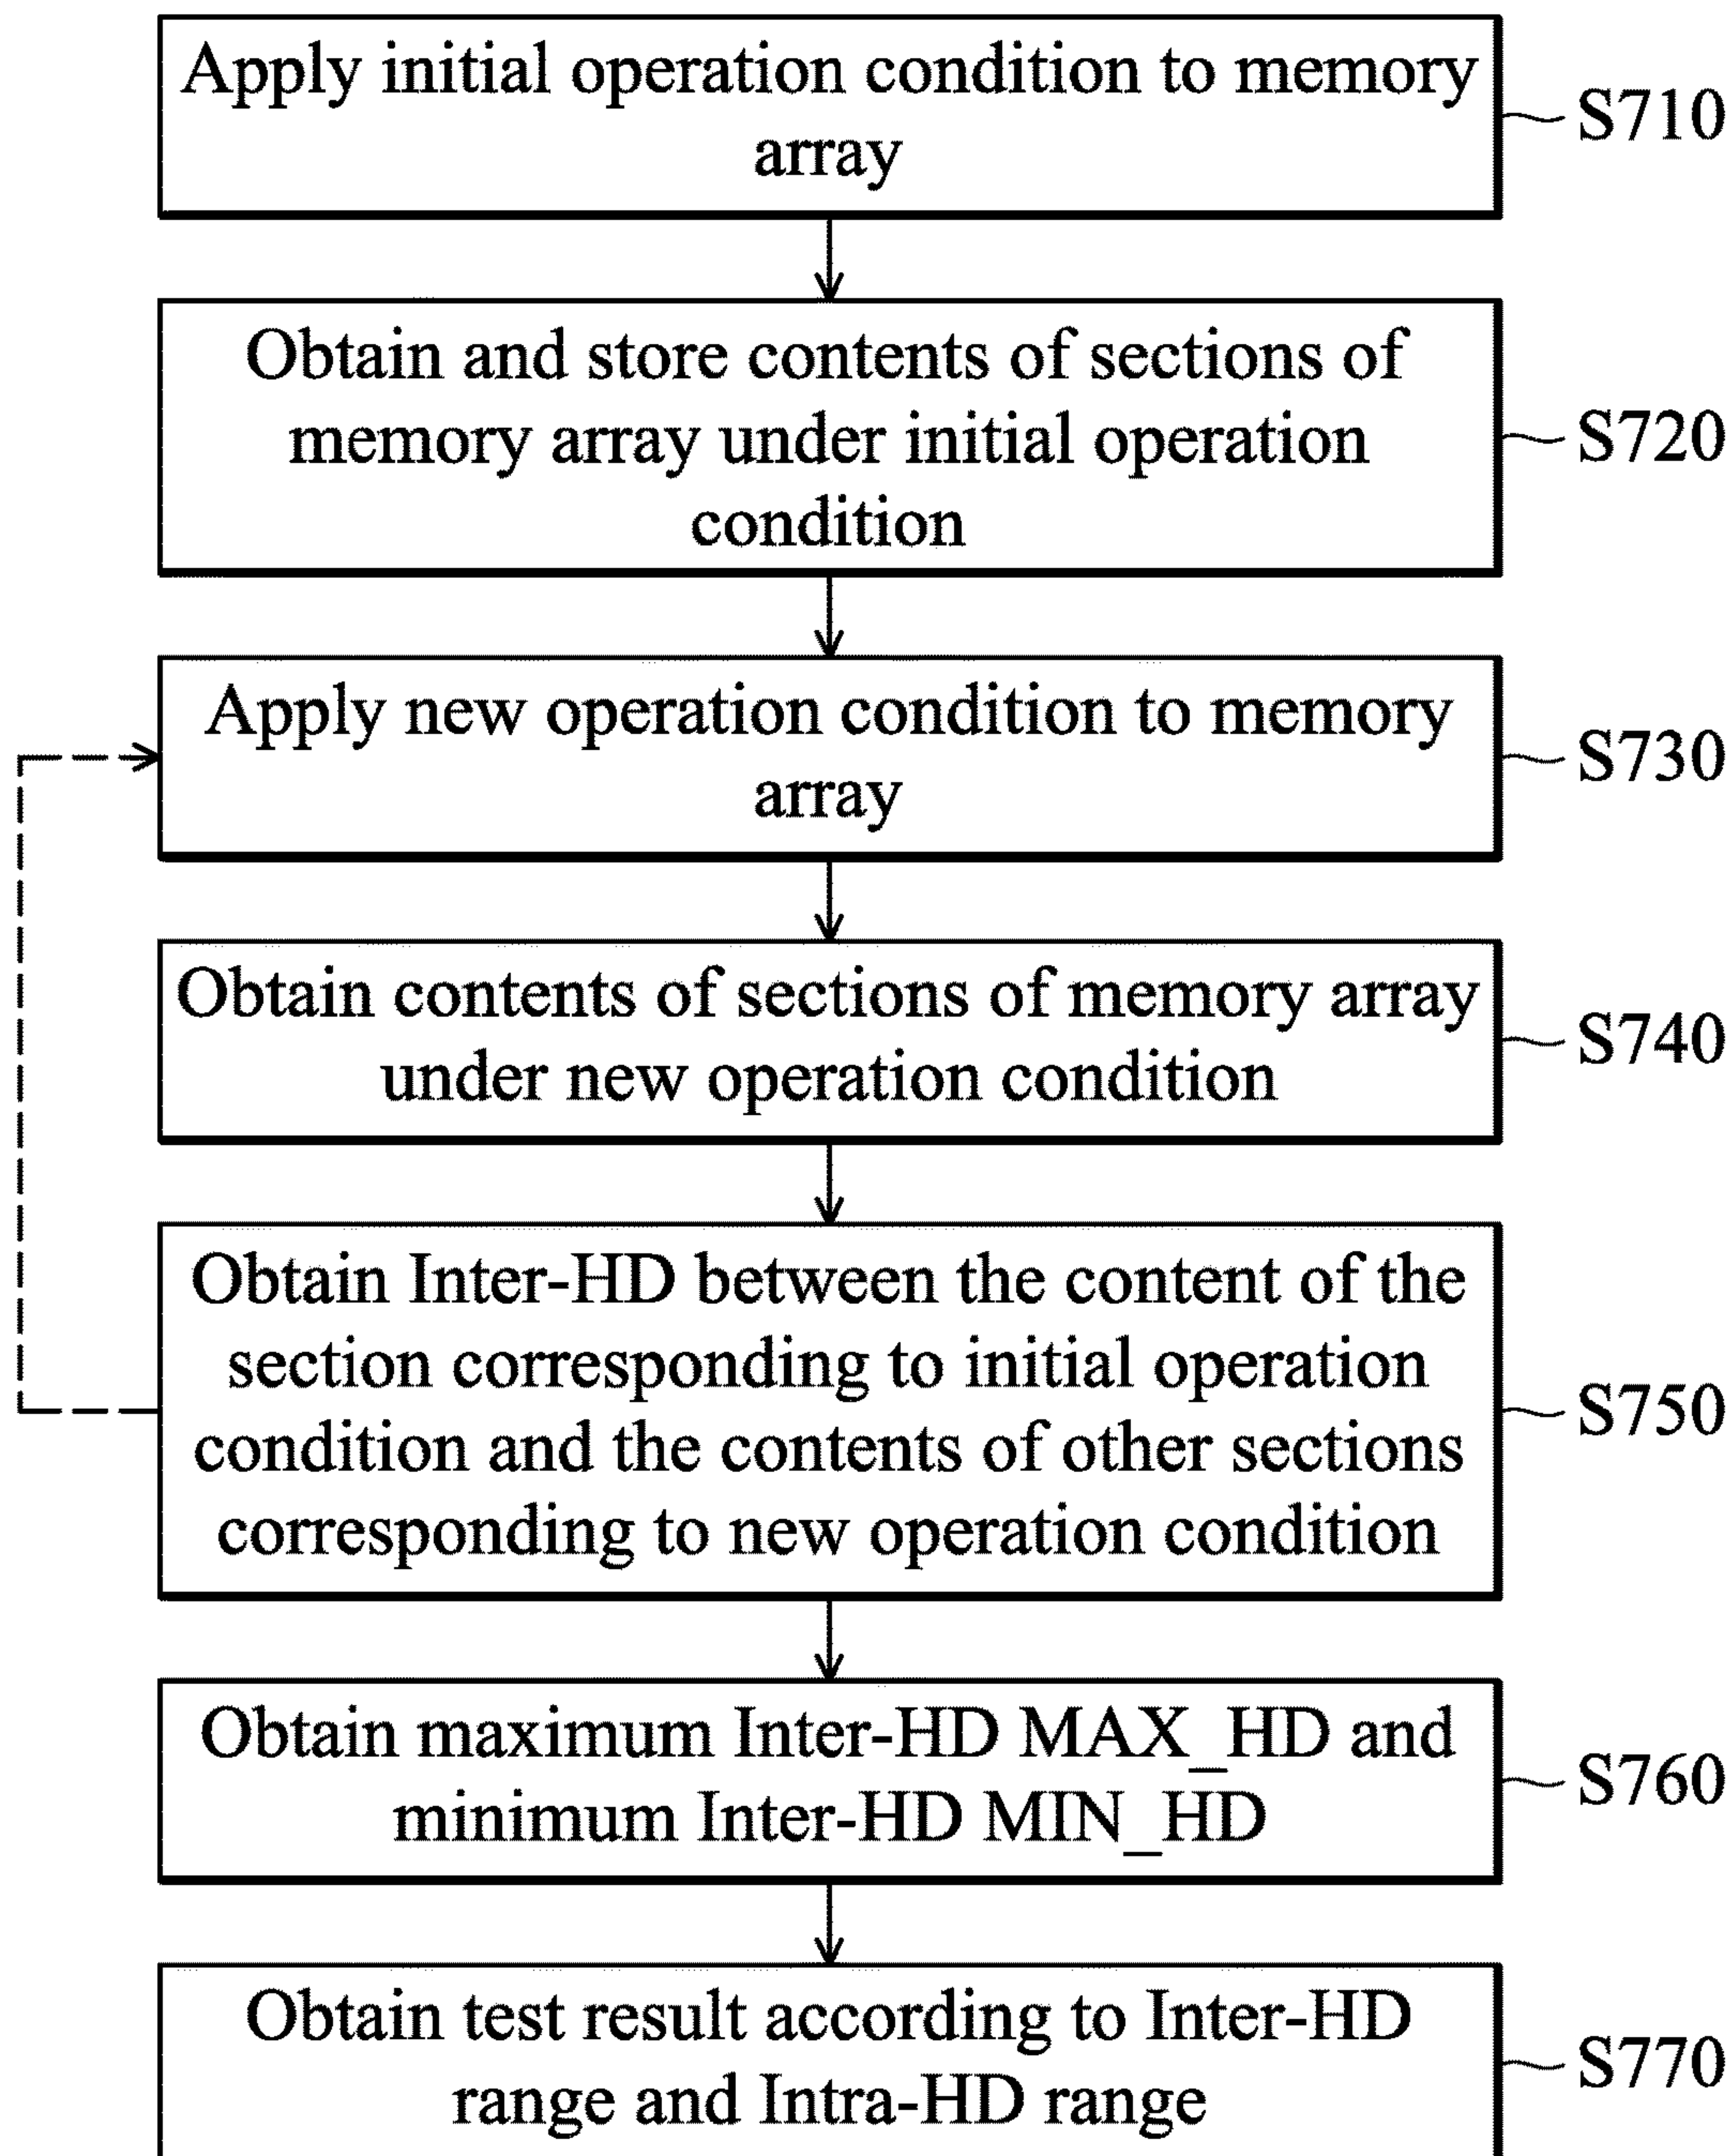 Apply initial operation condition to memory
array
S710
Obtain and store contents of sections of
memory array under initial operation
condition
S720
Apply new operation condition to memory
array
S730
Obtain contents of sections of memory array
under new operation condition
S740
Obtain Inter-HD between the content of the
section corresponding to initial operation
condition and the contents of other sections
corresponding to new operation condition
S750
Obtain maximum Inter-HD MAX_HD and
minimum Inter-HD MIN_HD
S760
Obtain test result according to Inter-HD
range and Intra-HD range
S770